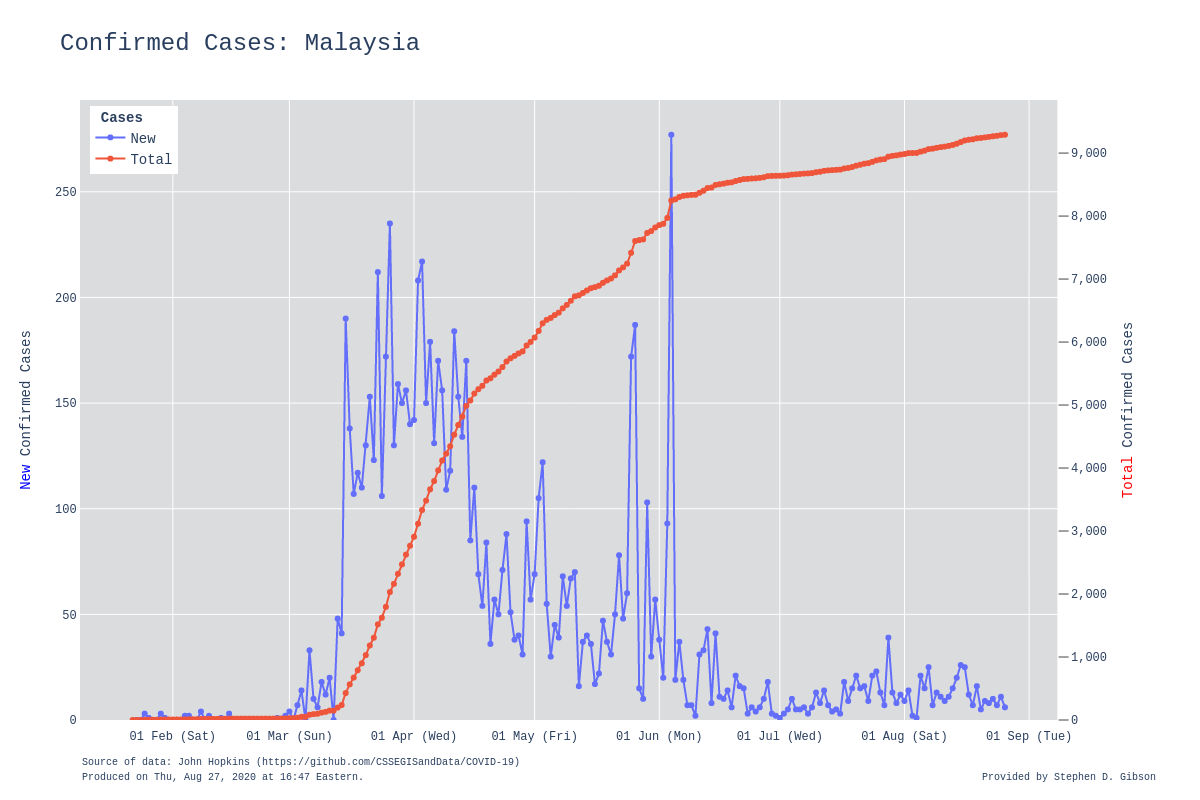 Confirmed Cases: Malaysia
Cases
New
Total
250
200
150
100
50
0
9,000
8,000
7,000
6,000
5,000
4,000
3,000
2,000
1,000
0
New Confirmed Cases
Total Confirmed Cases
01 Feb (Sat) 01 Mar (Sun) 01 Apr (Wed) 01 May (Fri) 01 Jun (Mon) 01 Jul (Wed) 01 Aug (Sat) 01 Sep (Tue)
Source of data: John Hopkins (https://github.com/CSSEGISandData/COVID-19)
Produced on Thu, Aug 27, 2020 at 16:47 Eastern.
Provided by Stephen D. Gibson